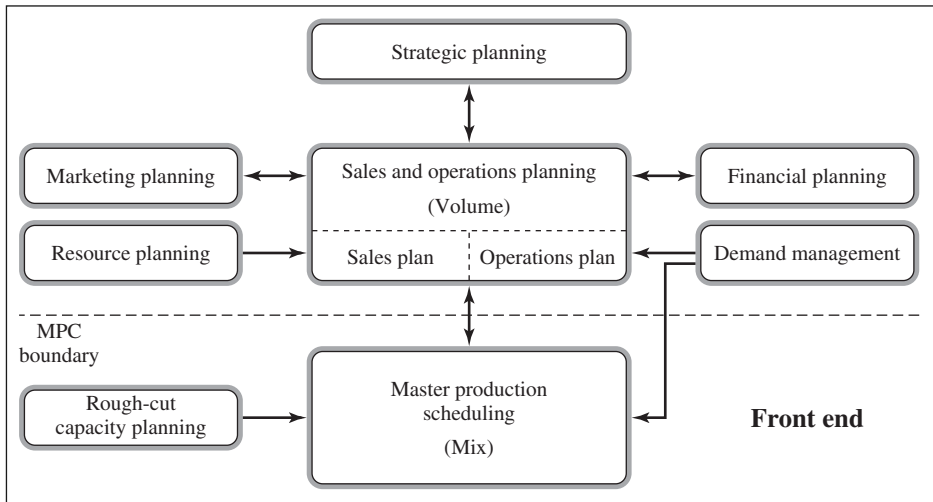 Strategic planning
Marketing planning
Sales and operations planning
(Volume)
Financial planning
Resource planning
Sales plan
Operations plan
Demand management
MPC
boundary
Rough-cut
capacity planning
Master production
scheduling
(Mix)
Front end